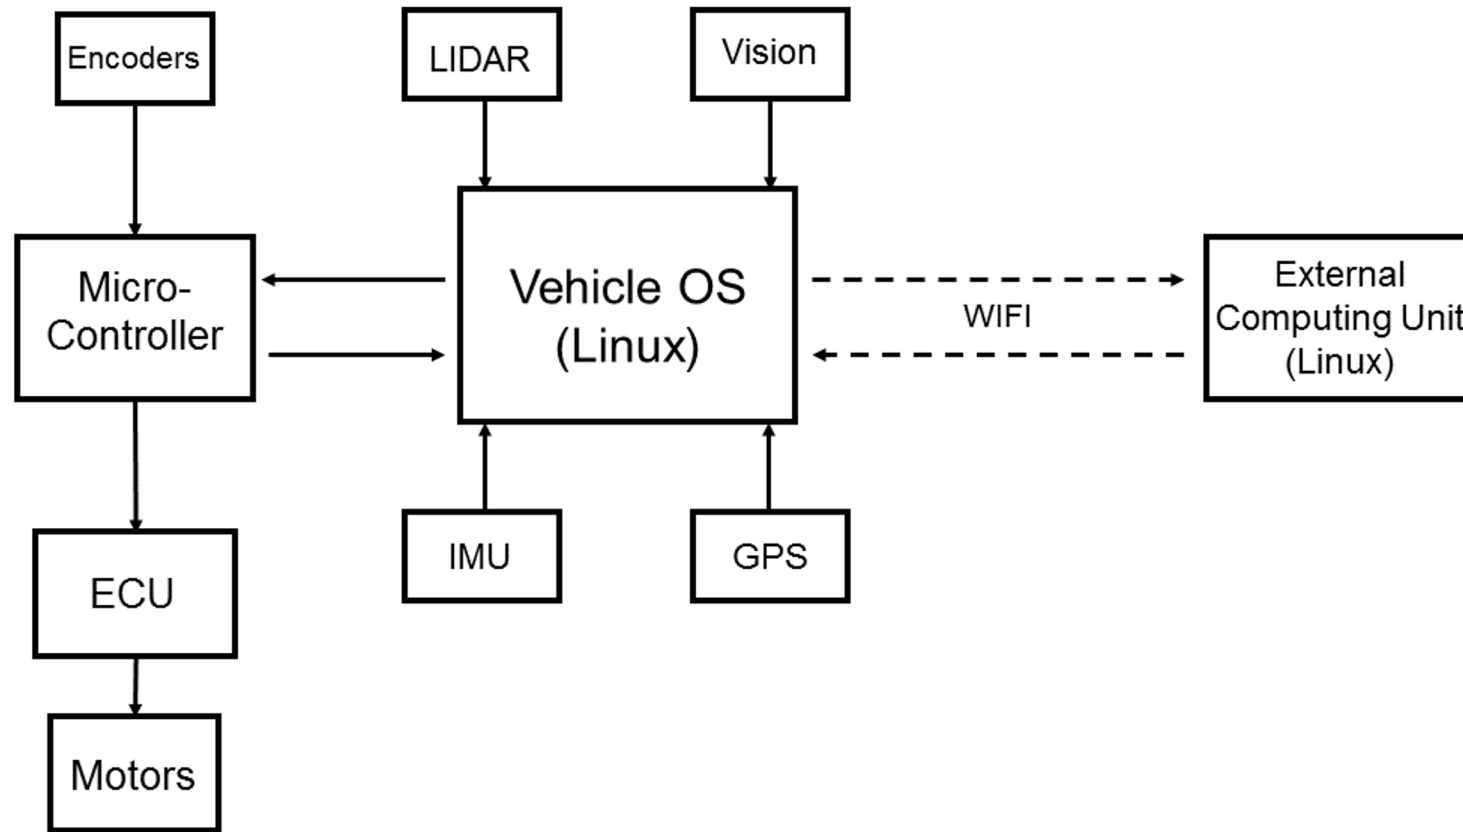 Encoders
LIDAR
Vision
Micro-
Controller
Vehicle OS
(Linux)
WIFI
External
Computing Unit
(Linux)
ECU
IMU
GPS
Motors